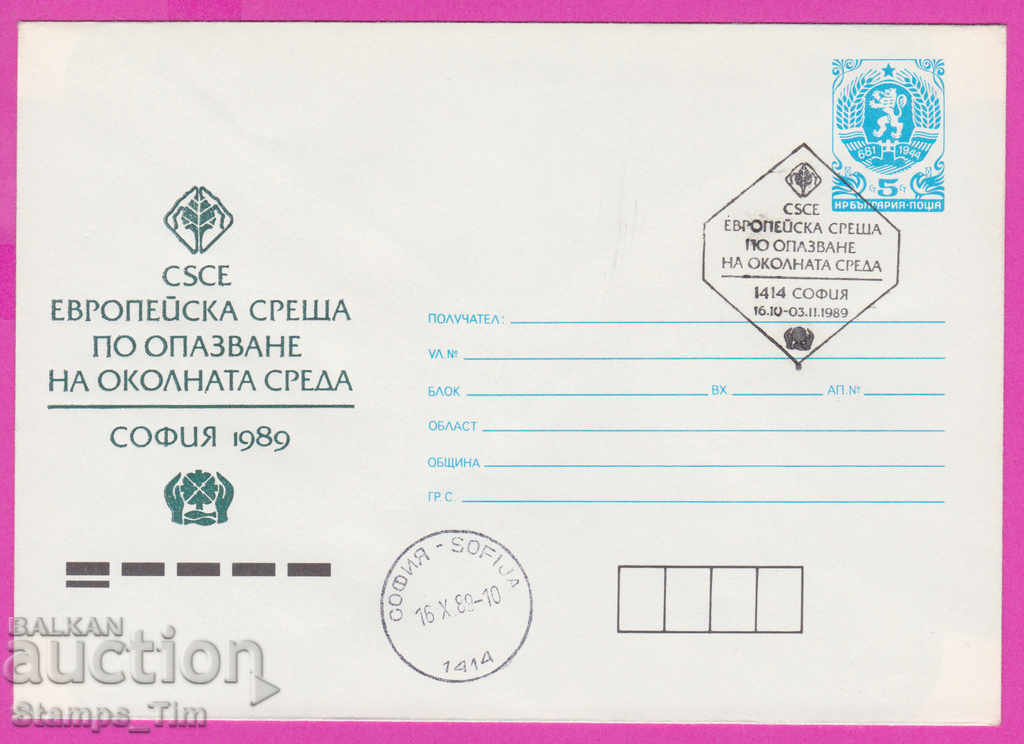 681 1944
5
НР БЪЛГАРИЯ·ПОЩА
CSCE
ЕВРОПЕЙСКА СРЕЩА
ПО ОПАЗВАНЕ
НА ОКОЛНАТА СРЕДА
СОФИЯ 1989
CSCE
ЕВРОПЕЙСКА СРЕЩА
ПО ОПАЗВАНЕ
НА ОКОЛНАТА СРЕДА
1414 СОФИЯ
16.10-03.11.1989
ПОЛУЧАТЕЛ:
УЛ.№
БЛОК ВХ. АП.№
ОБЛАСТ
ОБЩИНА
ГР. С.
СОФИЯ - SOFIJA
16 X.89-10
1414
BALKAN
auction
Stamps_Tim